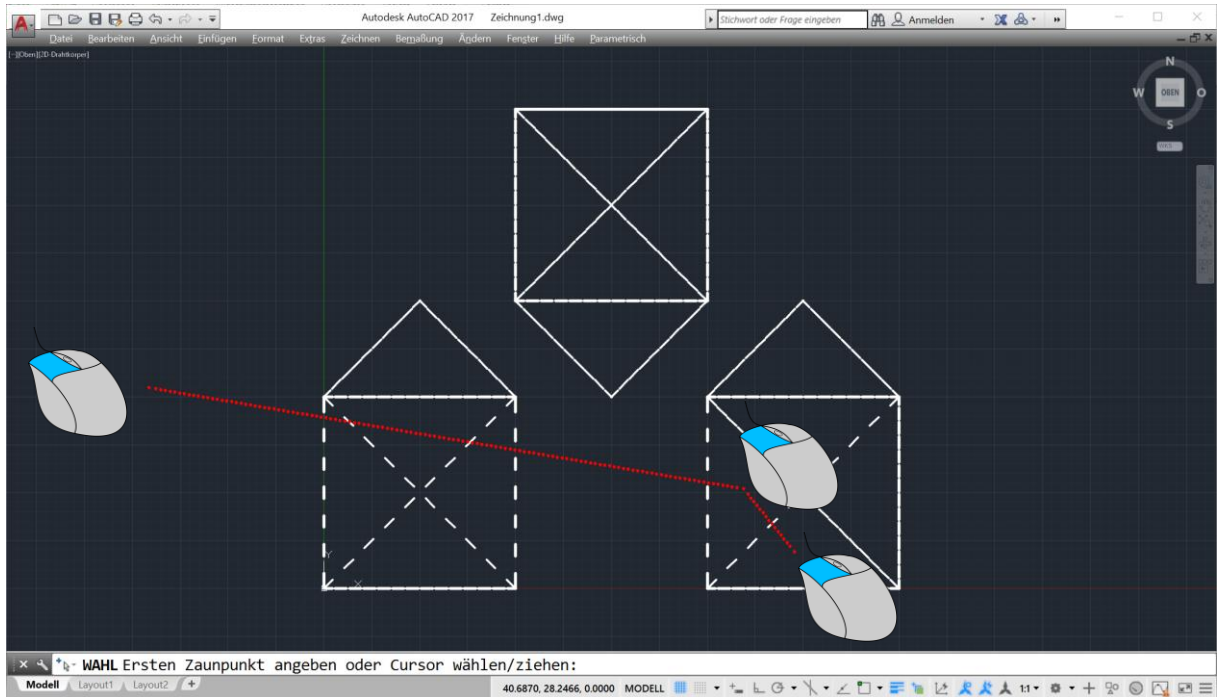 Autodesk AutoCAD 2017 Zeichnung1.dwg Stichwort oder Frage eingeben Anmelden
Datei Bearbeiten Ansicht Einfügen Format Extras Zeichnen Bemaßung Ändern Fenster Hilfe Parametrisch
[−][Oben][2D-Drahtkörper]
N
W OBEN O
S
WKS
Y
X
WAHL Ersten Zaunpunkt angeben oder Cursor wählen/ziehen:
Modell Layout1 Layout2 + 40.6870, 28.2466, 0.0000 MODELL 1:1